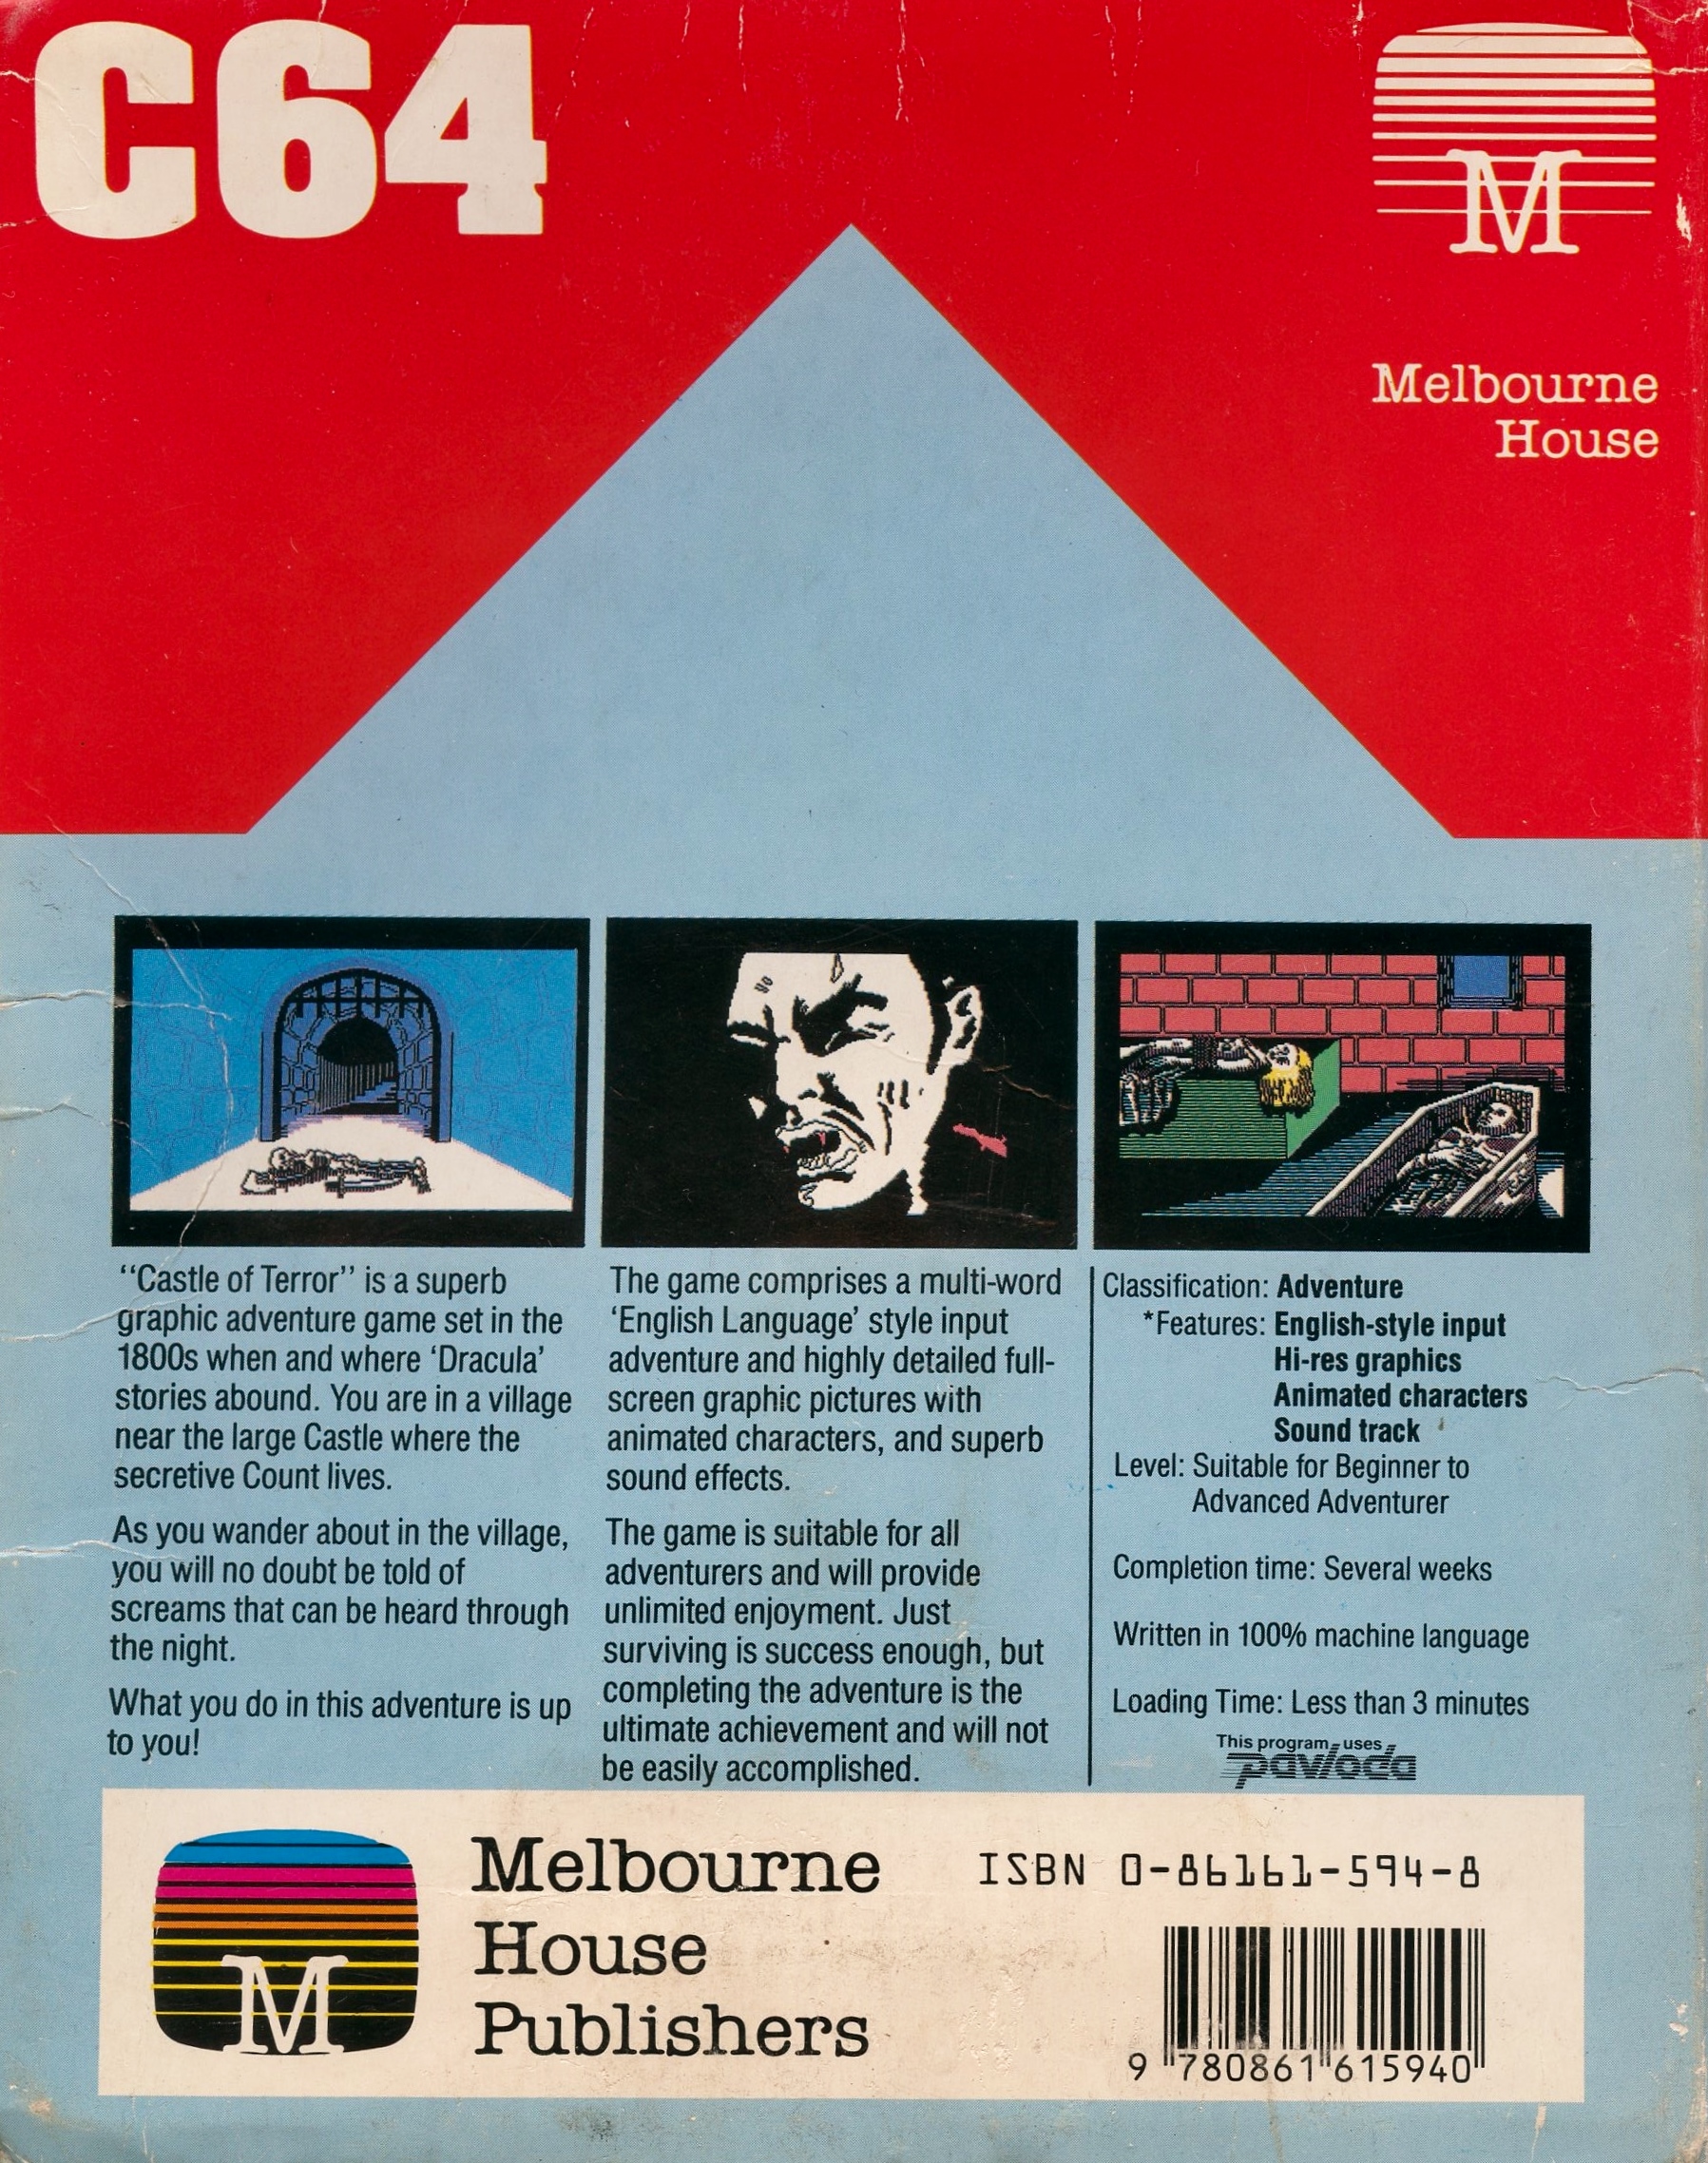 C64
M
Melbourne
House
“Castle of Terror” is a superb
graphic adventure game set in the
1800s when and where ‘Dracula’
stories abound. You are in a village
near the large Castle where the
secretive Count lives.
As you wander about in the village,
you will no doubt be told of
screams that can be heard through
the night.
What you do in this adventure is up
to you!
The game comprises a multi-word
‘English Language’ style input
adventure and highly detailed full-
screen graphic pictures with
animated characters, and superb
sound effects.
The game is suitable for all
adventurers and will provide
unlimited enjoyment. Just
surviving is success enough, but
completing the adventure is the
ultimate achievement and will not
be easily accomplished.
Classification: Adventure
*Features: English-style input
Hi-res graphics
Animated characters
Sound track
Level: Suitable for Beginner to
Advanced Adventurer
Completion time: Several weeks
Written in 100% machine language
Loading Time: Less than 3 minutes
This program uses
pavloda
M
Melbourne
House
Publishers
ISBN 0-86161-594-8
9 780861 615940